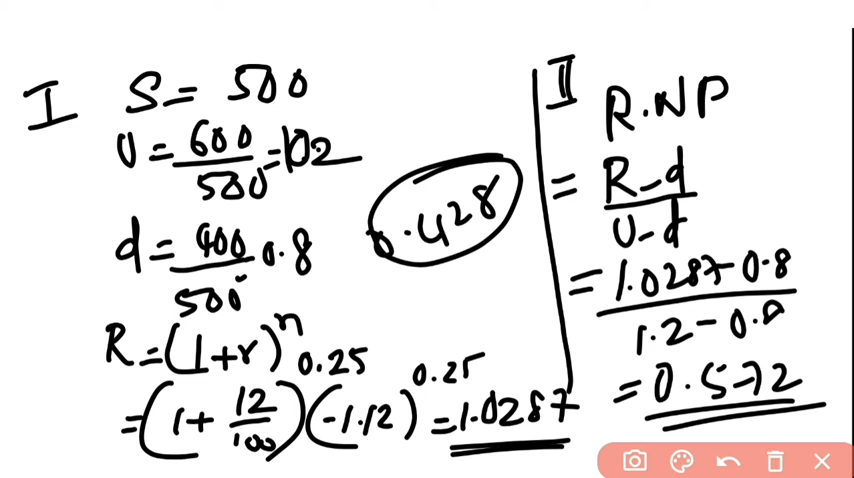 I
S = 500
U = 600/500 = 10.2
d = 400/500 0.8
R = (1+r)^n 0.25
= (1 + 12/100)(-1.12)^0.25 = 1.0287
0.428
II
R.NP
= R-d/U-d
= 1.0287-0.8/1.2-0.8
= 0.572